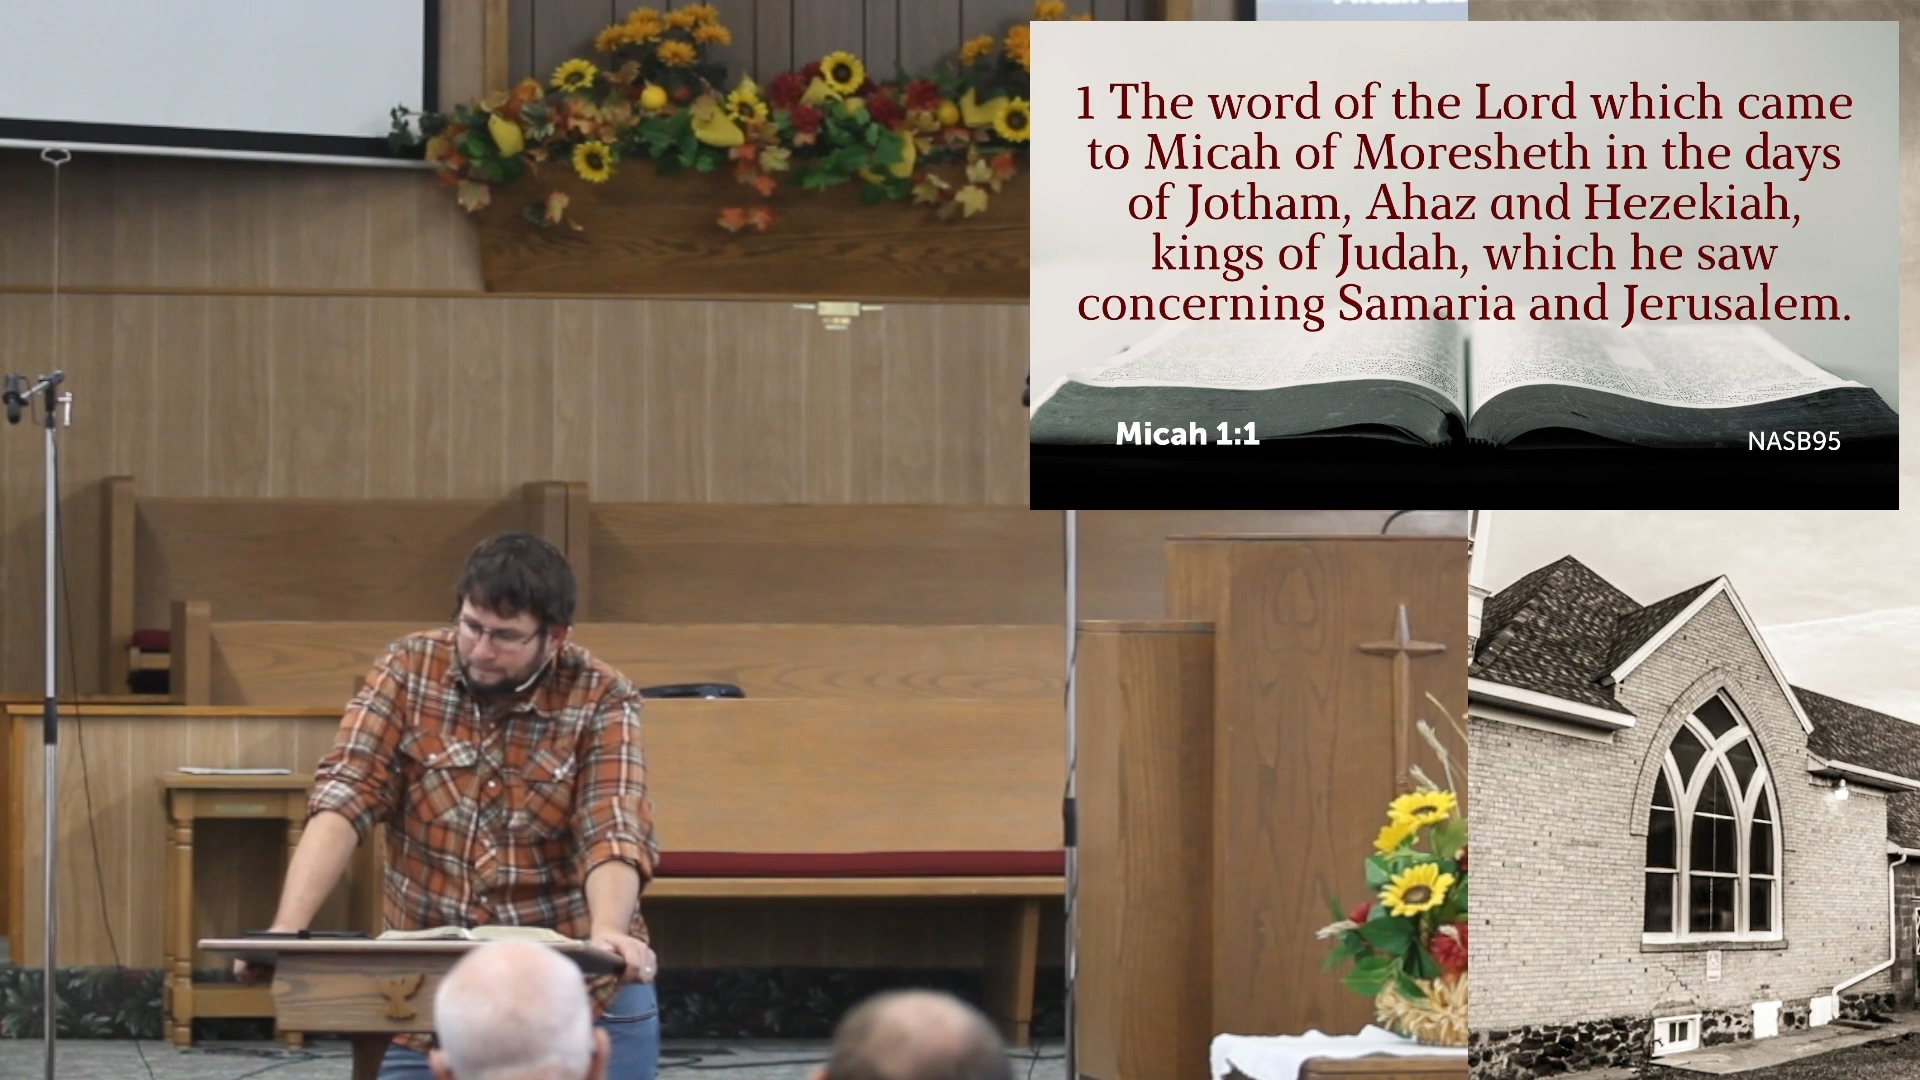 1 The word of the Lord which came
to Micah of Moresheth in the days
of Jotham, Ahaz and Hezekiah,
kings of Judah, which he saw
concerning Samaria and Jerusalem.
Micah 1:1
NASB95